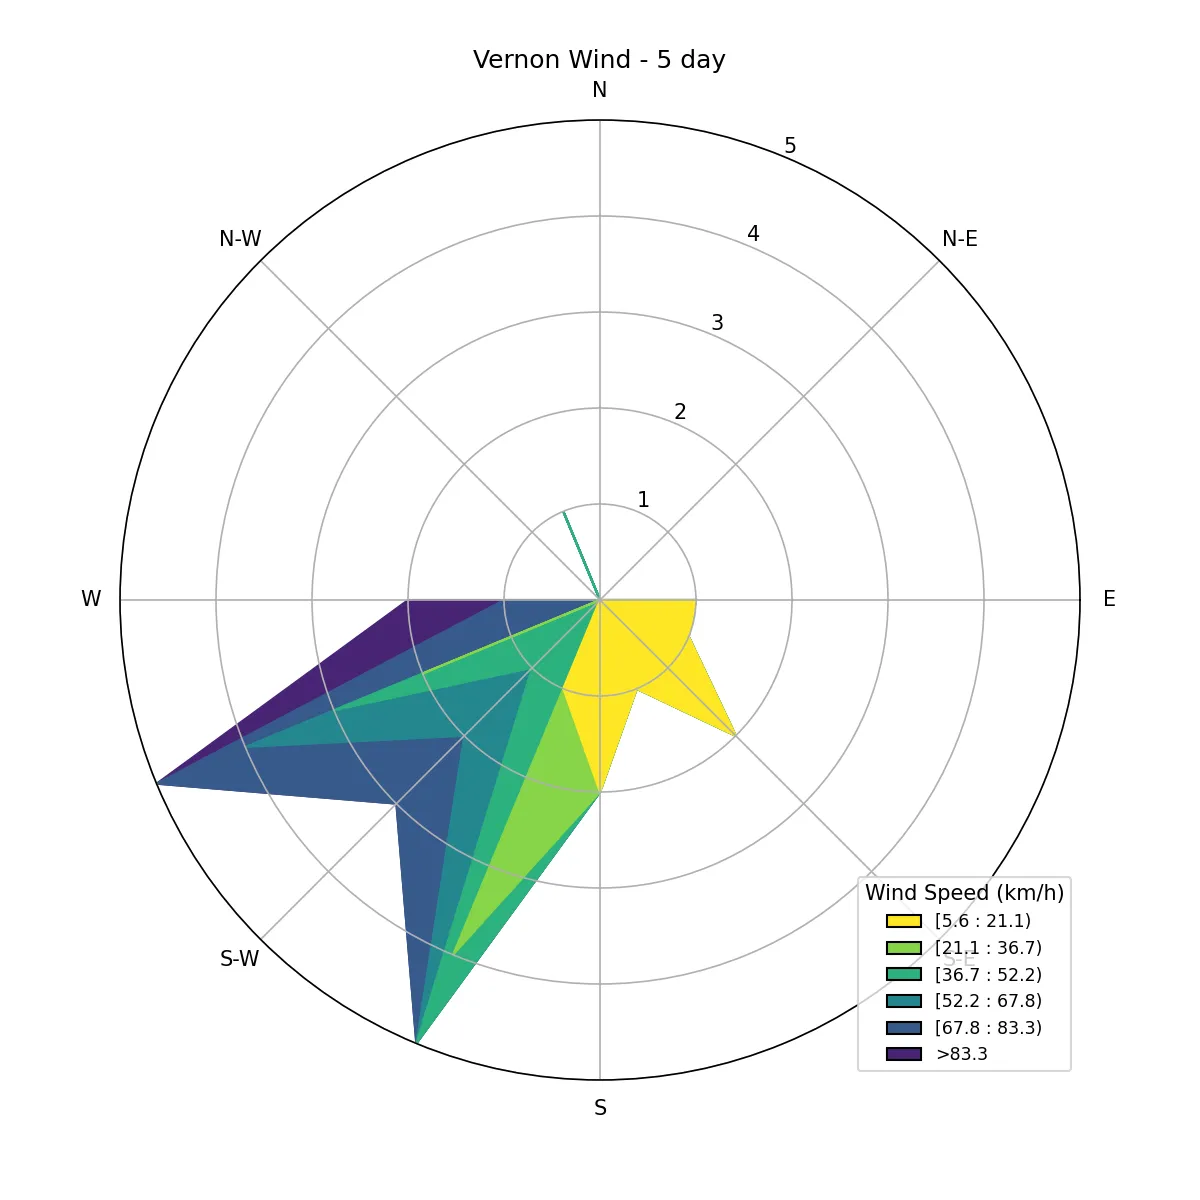 Vernon Wind - 5 day
N
5
N-W
4
N-E
3
2
1
W
E
Wind Speed (km/h)
[5.6 : 21.1)
[21.1 : 36.7)
S-W
S-E
[36.7 : 52.2)
[52.2 : 67.8)
[67.8 : 83.3)
>83.3
S